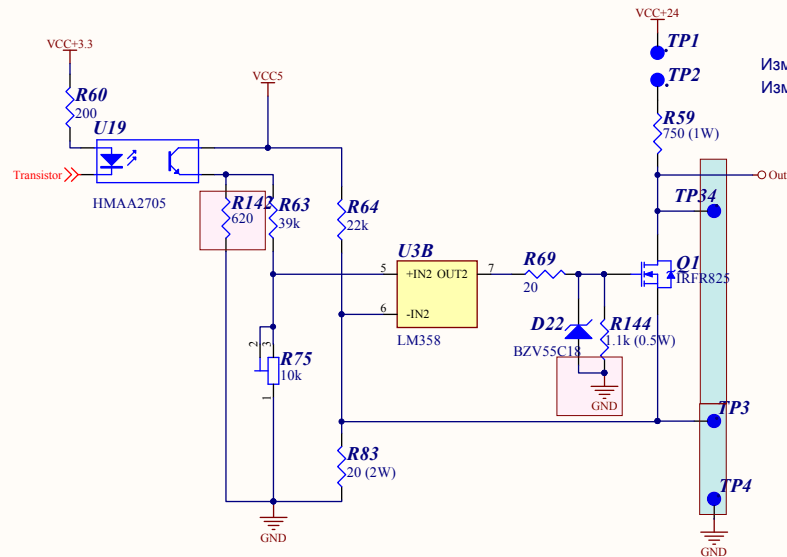 VCC+24
TP1
VCC+3.3
Изм
TP2
VCC5
Изм
R60
200
R59
750 (1W)
U19
Transistor
Out
R142
620
R63
39k
R64
22k
TP34
HMAA2705
U3B
5
+IN2 OUT2
7
R69
20
Q1
IRFR825
6
-IN2
D22
R144
1.1k (0.5W)
LM358
BZV55C18
2
3
R75
10k
1
GND
TP3
R83
20 (2W)
TP4
GND
GND